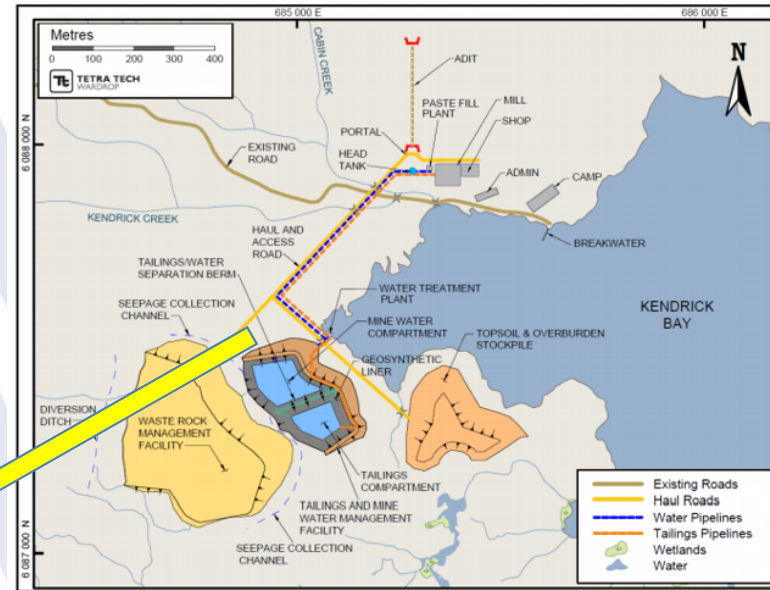 685 000 E
686 000 E
Metres
0 100 200 300 400
Tt TETRA TECH
WARDROP
N
CABIN CREEK
ADIT
PASTE FILL
PLANT
MILL
SHOP
PORTAL
HEAD
TANK
6 088 000 N
EXISTING
ROAD
ADMIN
CAMP
KENDRICK CREEK
BREAKWATER
HAUL AND
ACCESS
ROAD
TAILINGS/WATER
SEPARATION BERM
SEEPAGE COLLECTION
CHANNEL
WATER TREATMENT
PLANT
MINE WATER
COMPARTMENT
GEOSYNTHETIC
LINER
TOPSOIL & OVERBURDEN
STOCKPILE
KENDRICK
BAY
DIVERSION
DITCH
WASTE ROCK
MANAGEMENT
FACILITY
TAILINGS
COMPARTMENT
TAILINGS AND MINE
WATER MANAGEMENT
FACILITY
SEEPAGE COLLECTION
CHANNEL
6 087 000 N
Existing Roads
Haul Roads
Water Pipelines
Tailings Pipelines
Wetlands
Water